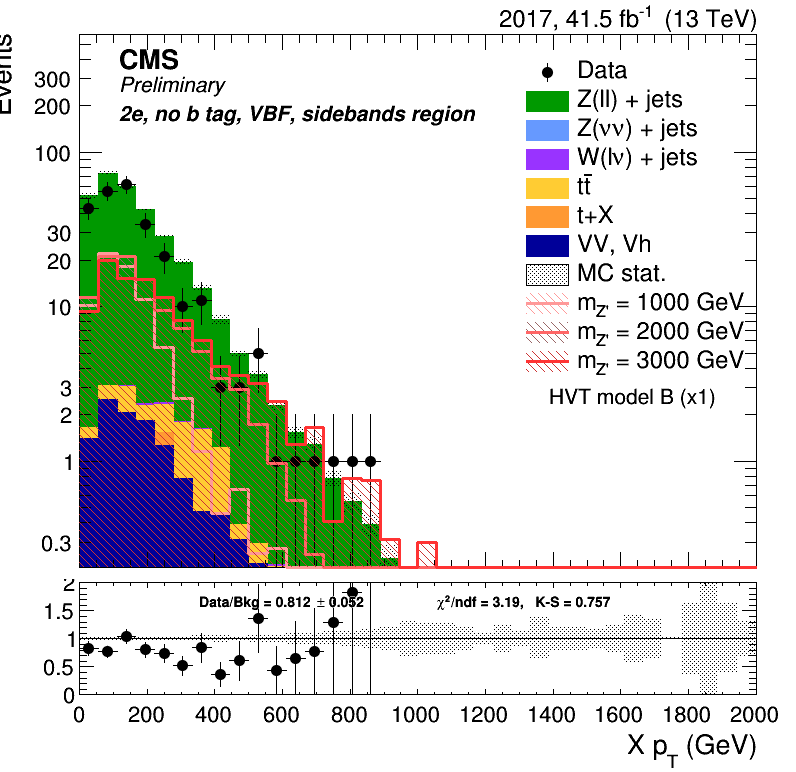 2017, 41.5 fb⁻¹ (13 TeV)
Events
CMS
Preliminary
2e, no b tag, VBF, sidebands region
Data
Z(ll) + jets
Z(νν) + jets
W(lν) + jets
tt̄
t+X
VV, Vh
MC stat.
m_Z' = 1000 GeV
m_Z' = 2000 GeV
m_Z' = 3000 GeV
HVT model B (x1)
300
200
100
30
20
10
3
2
1
0.3
Data/Bkg = 0.812 ± 0.052 χ²/ndf = 3.19, K-S = 0.757
2
1.5
1
0.5
0
0 200 400 600 800 1000 1200 1400 1600 1800 2000
X p_T (GeV)